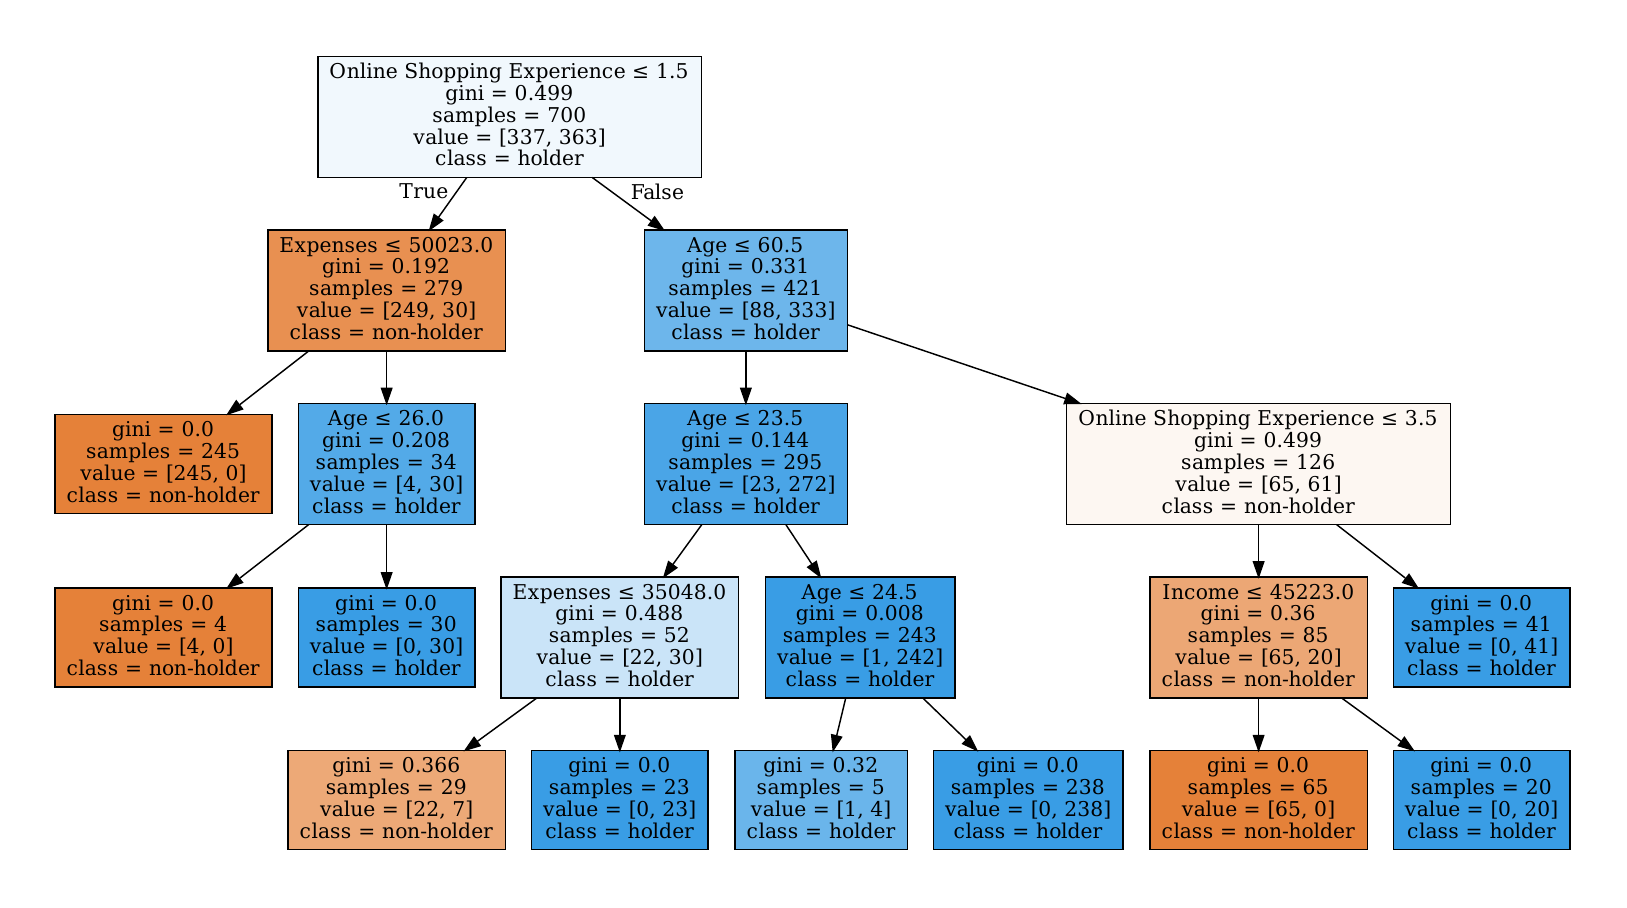 Online Shopping Experience ≤ 1.5
gini = 0.499
samples = 700
value = [337, 363]
class = holder
True
False
Expenses ≤ 50023.0
gini = 0.192
samples = 279
value = [249, 30]
class = non-holder
Age ≤ 60.5
gini = 0.331
samples = 421
value = [88, 333]
class = holder
gini = 0.0
samples = 245
value = [245, 0]
class = non-holder
Age ≤ 26.0
gini = 0.208
samples = 34
value = [4, 30]
class = holder
Age ≤ 23.5
gini = 0.144
samples = 295
value = [23, 272]
class = holder
Online Shopping Experience ≤ 3.5
gini = 0.499
samples = 126
value = [65, 61]
class = non-holder
gini = 0.0
samples = 4
value = [4, 0]
class = non-holder
gini = 0.0
samples = 30
value = [0, 30]
class = holder
Expenses ≤ 35048.0
gini = 0.488
samples = 52
value = [22, 30]
class = holder
Age ≤ 24.5
gini = 0.008
samples = 243
value = [1, 242]
class = holder
Income ≤ 45223.0
gini = 0.36
samples = 85
value = [65, 20]
class = non-holder
gini = 0.0
samples = 41
value = [0, 41]
class = holder
gini = 0.366
samples = 29
value = [22, 7]
class = non-holder
gini = 0.0
samples = 23
value = [0, 23]
class = holder
gini = 0.32
samples = 5
value = [1, 4]
class = holder
gini = 0.0
samples = 238
value = [0, 238]
class = holder
gini = 0.0
samples = 65
value = [65, 0]
class = non-holder
gini = 0.0
samples = 20
value = [0, 20]
class = holder